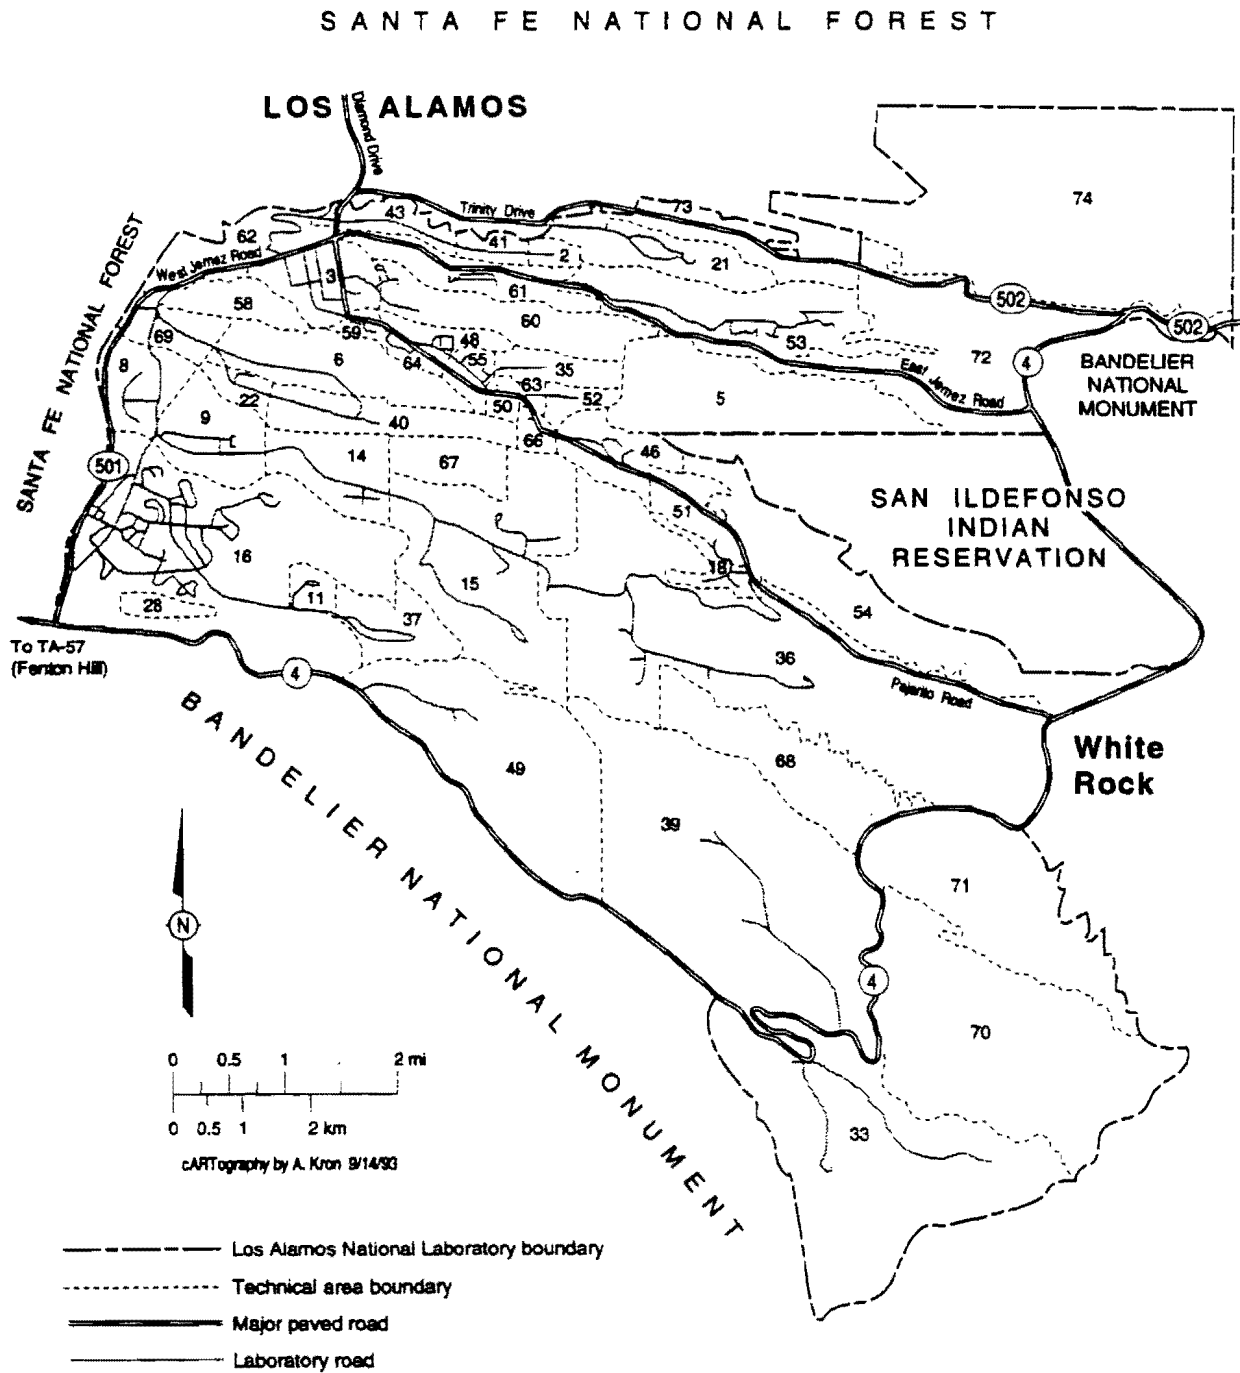 SANTA FE NATIONAL FOREST
LOS ALAMOS
Diamond Drive
74
73
43
Trinity Drive
62
41
2
21
West Jemez Road
SANTA FE NATIONAL FOREST
3
58
61
502
60
502
59
69
48
53
72
4
BANDELIER
NATIONAL
MONUMENT
8
6
64
55
35
East Jemez Road
63
22
50
52
5
9
40
66
46
501
14
67
SAN ILDEFONSO
INDIAN
RESERVATION
51
16
18
15
28
11
37
54
To TA-57
(Fenton Hill)
4
36
Pajarito Road
BANDELIER NATIONAL MONUMENT
White
Rock
49
68
39
71
N
4
70
33
0 0.5 1 2 mi
0 0.5 1 2 km
cARTography by A. Kron 9/14/93
Los Alamos National Laboratory boundary
Technical area boundary
Major paved road
Laboratory road